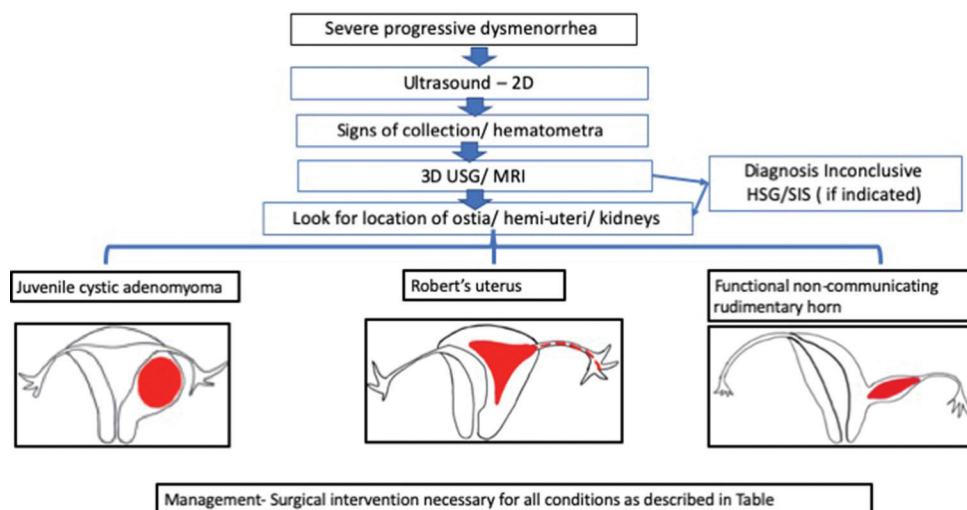 Severe progressive dysmenorrhea
Ultrasound – 2D
Signs of collection/ hematometra
3D USG/ MRI
Diagnosis Inconclusive
HSG/SIS ( if indicated)
Look for location of ostia/ hemi-uteri/ kidneys
Juvenile cystic adenomyoma
Robert's uterus
Functional non-communicating
rudimentary horn
Management- Surgical intervention necessary for all conditions as described in Table